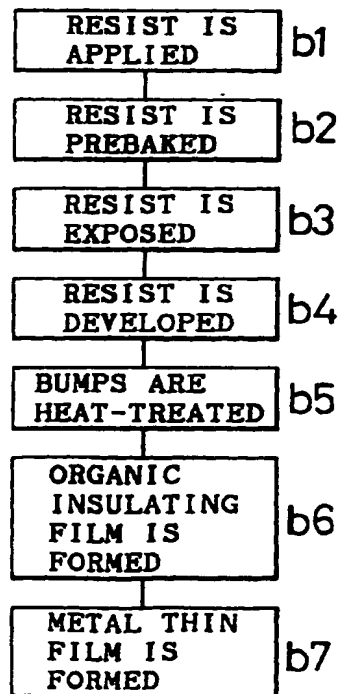 RESIST IS
APPLIED
b1
RESIST IS
PREBAKED
b2
RESIST IS
EXPOSED
b3
RESIST IS
DEVELOPED
b4
BUMPS ARE
HEAT-TREATED
b5
ORGANIC
INSULATING
FILM IS
FORMED
b6
METAL THIN
FILM IS
FORMED
b7